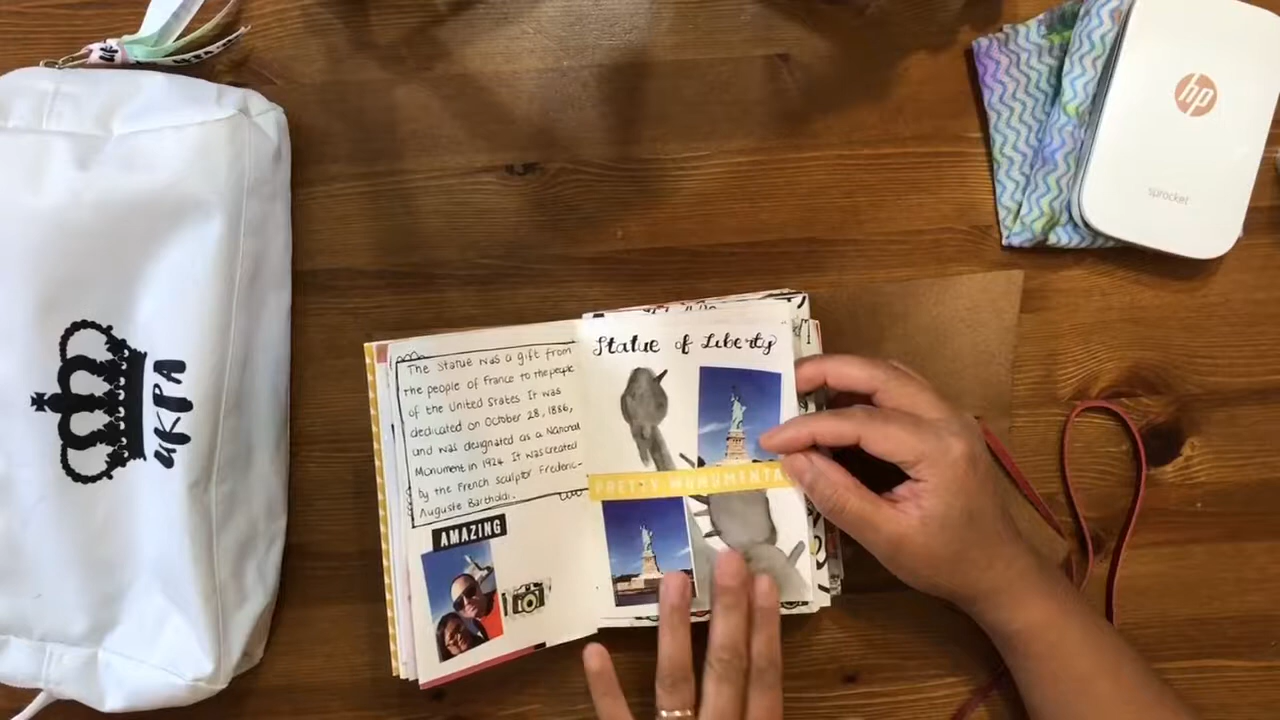 UKPA
hp
sprocket
The statue was a gift from
the people of France to the people
of the United States It was
dedicated on October 28, 1886,
and was designated as a National
Monument in 1924 It was created
by the French sculptor Frederic-
Auguste Bartholdi.
AMAZING
Statue of Liberty
PRETTY MONUMENTA